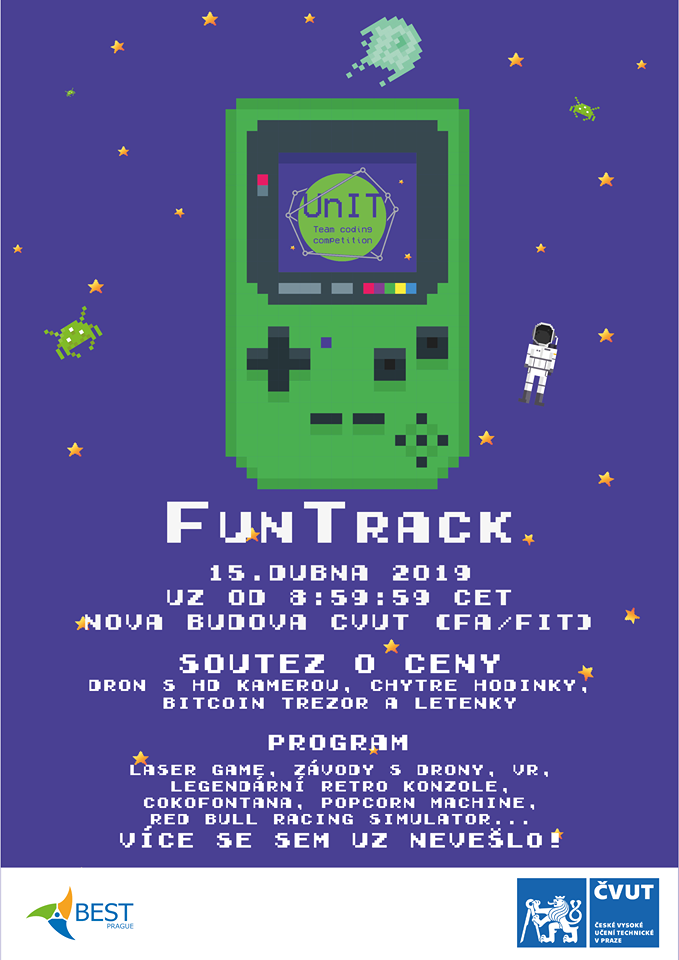 UnIT
Team coding
competition
FunTrack
15.DUBNA 2019
UZ OD 8:59:59 CET
NOVA BUDOVA CVUT (FA/FIT)
SOUTEZ O CENY
DRON S HD KAMEROU, CHYTRE HODINKY,
BITCOIN TREZOR A LETENKY
PROGRAM
LASER GAME, ZÁVODY S DRONY, VR,
LEGENDÁRNÍ RETRO KONZOLE,
COKOFONTANA, POPCORN MACHINE,
RED BULL RACING SIMULATOR...
VÍCE SE SEM UZ NEVEŠLO!
BEST
PRAGUE
ČVUT
ČESKÉ VYSOKÉ
UČENÍ TECHNICKÉ
V PRAZE